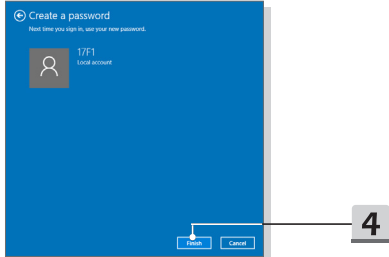 Create a password
Next time you sign in, use your new password.
17F1
Local account
Finish Cancel
4